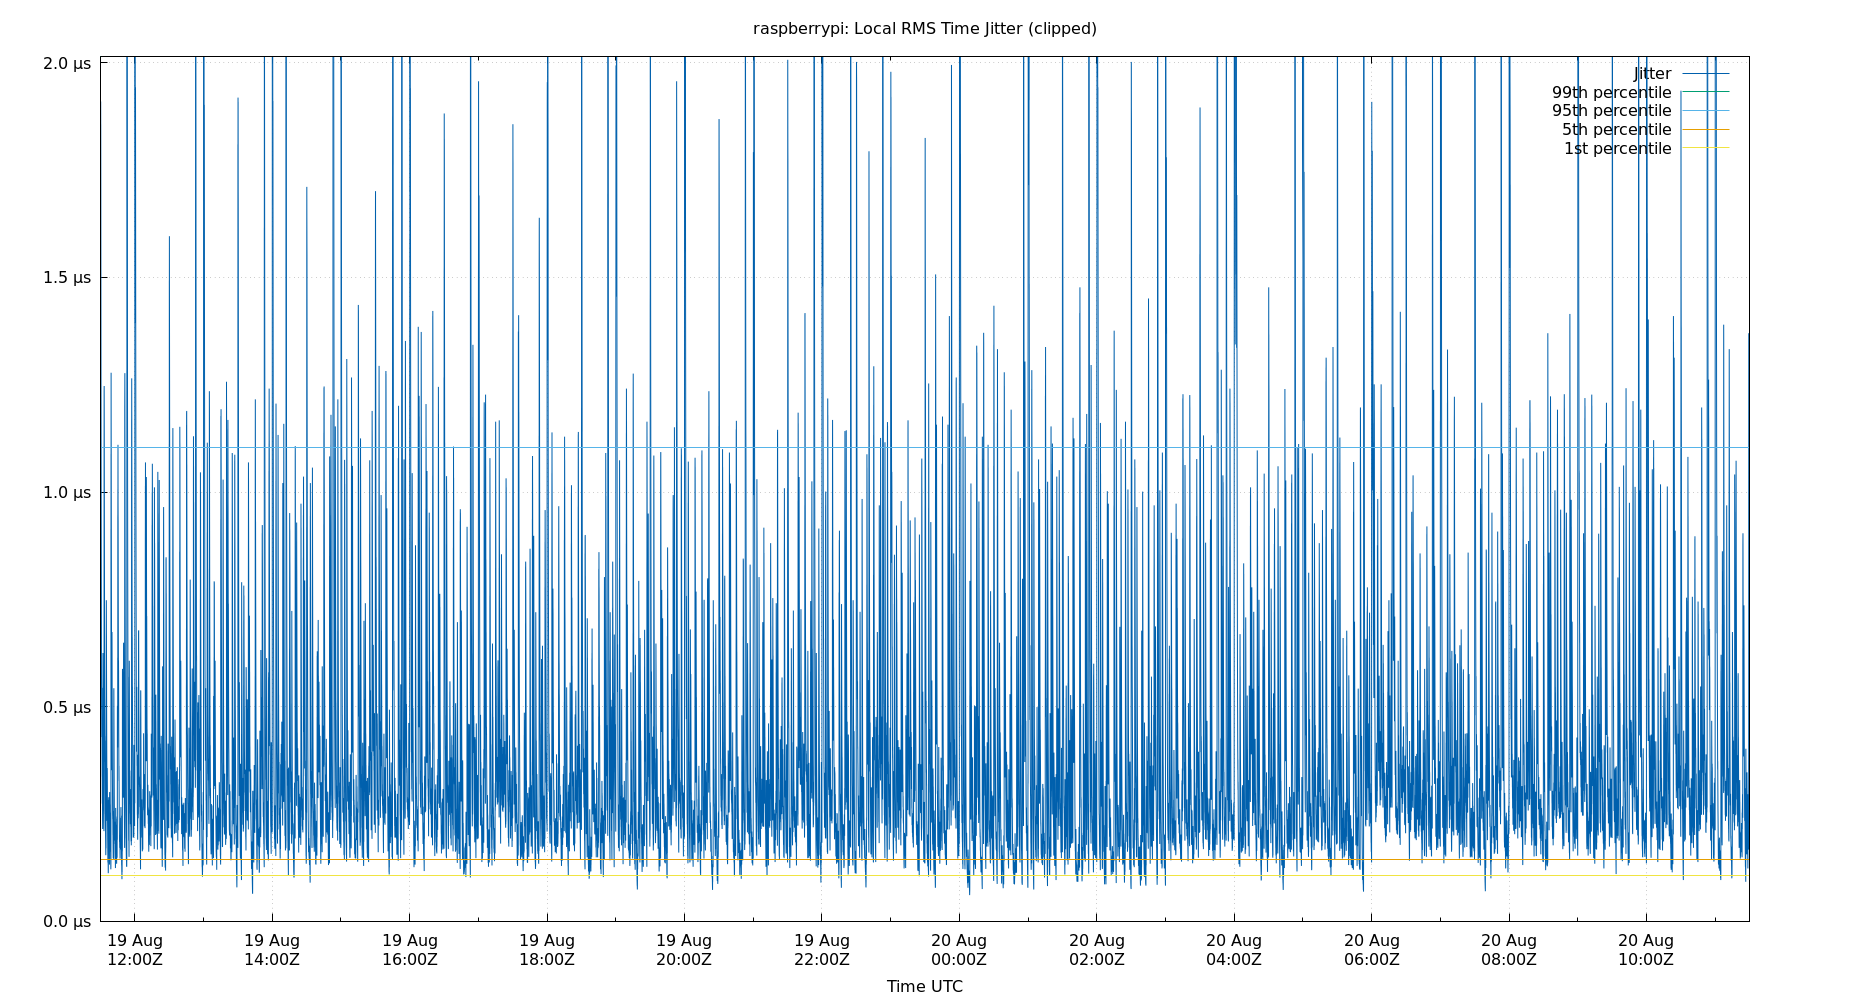 raspberrypi: Local RMS Time Jitter (clipped)
2.0 µs
1.5 µs
1.0 µs
0.5 µs
0.0 µs
Jitter
99th percentile
95th percentile
5th percentile
1st percentile
19 Aug 19 Aug 19 Aug 19 Aug 19 Aug 19 Aug 20 Aug 20 Aug 20 Aug 20 Aug 20 Aug 20 Aug
12:00Z 14:00Z 16:00Z 18:00Z 20:00Z 22:00Z 00:00Z 02:00Z 04:00Z 06:00Z 08:00Z 10:00Z
Time UTC